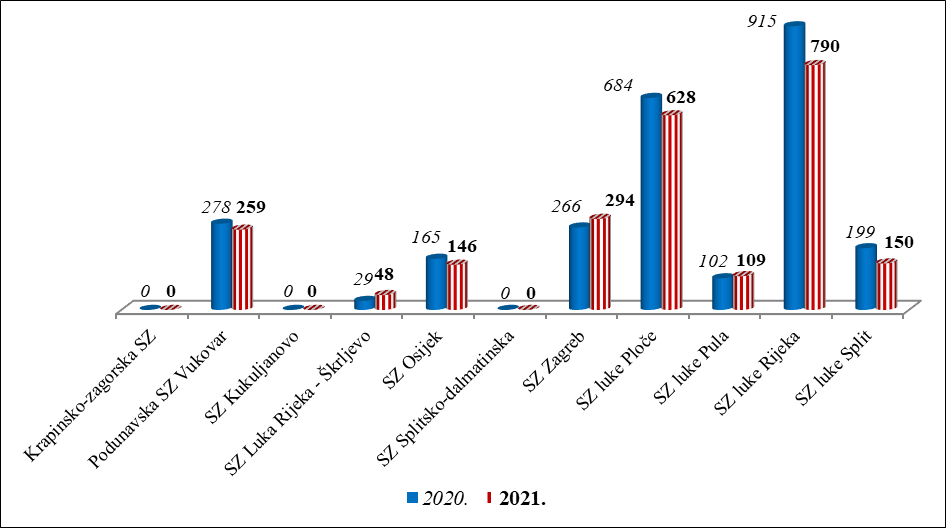 915
790
684
628
278 259
266
294
165
146
199
150
102 109
29 48
0 0
0 0
0 0
Krapinsko-zagorska SZ
Podunavska SZ Vukovar
SZ Kukuljanovo
SZ Luka Rijeka - Škrljevo
SZ Osijek
SZ Splitsko-dalmatinska
SZ Zagreb
SZ luke Ploče
SZ luke Pula
SZ luke Rijeka
SZ luke Split
2020. 2021.